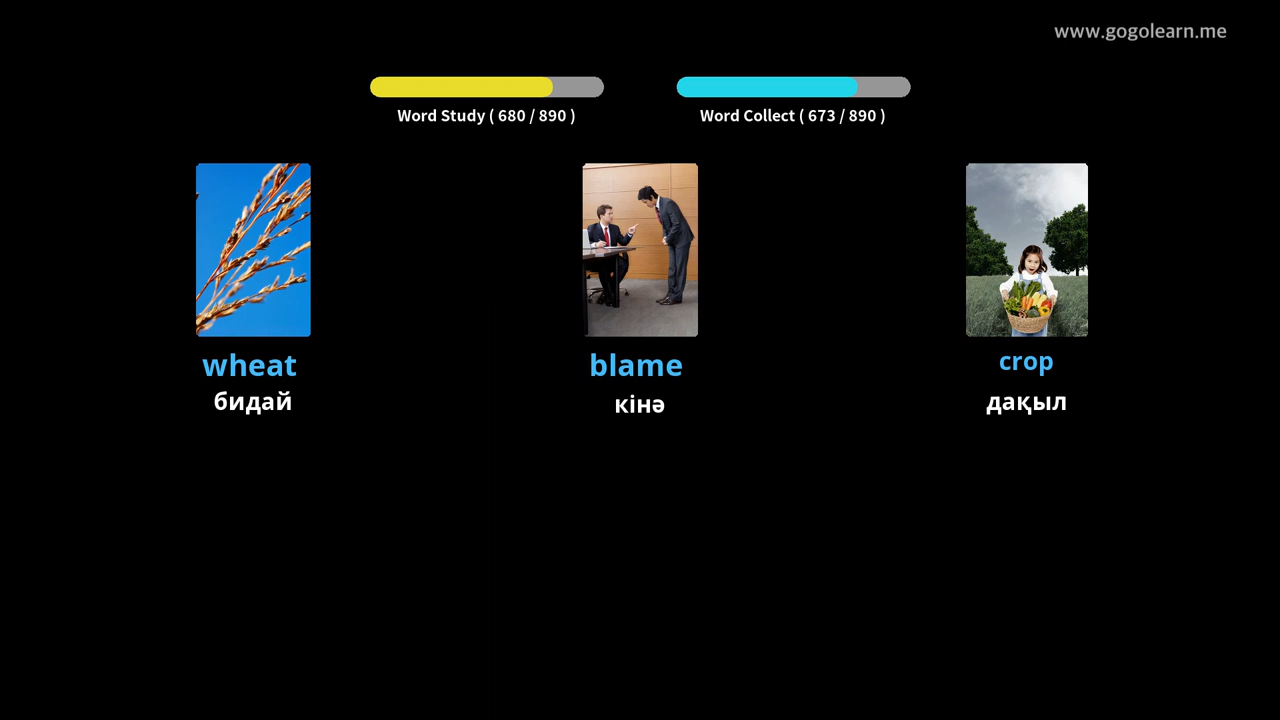 www.gogolearn.me
Word Study ( 680 / 890 )
Word Collect ( 673 / 890 )
wheat
бидай
blame
кінә
crop
дақыл